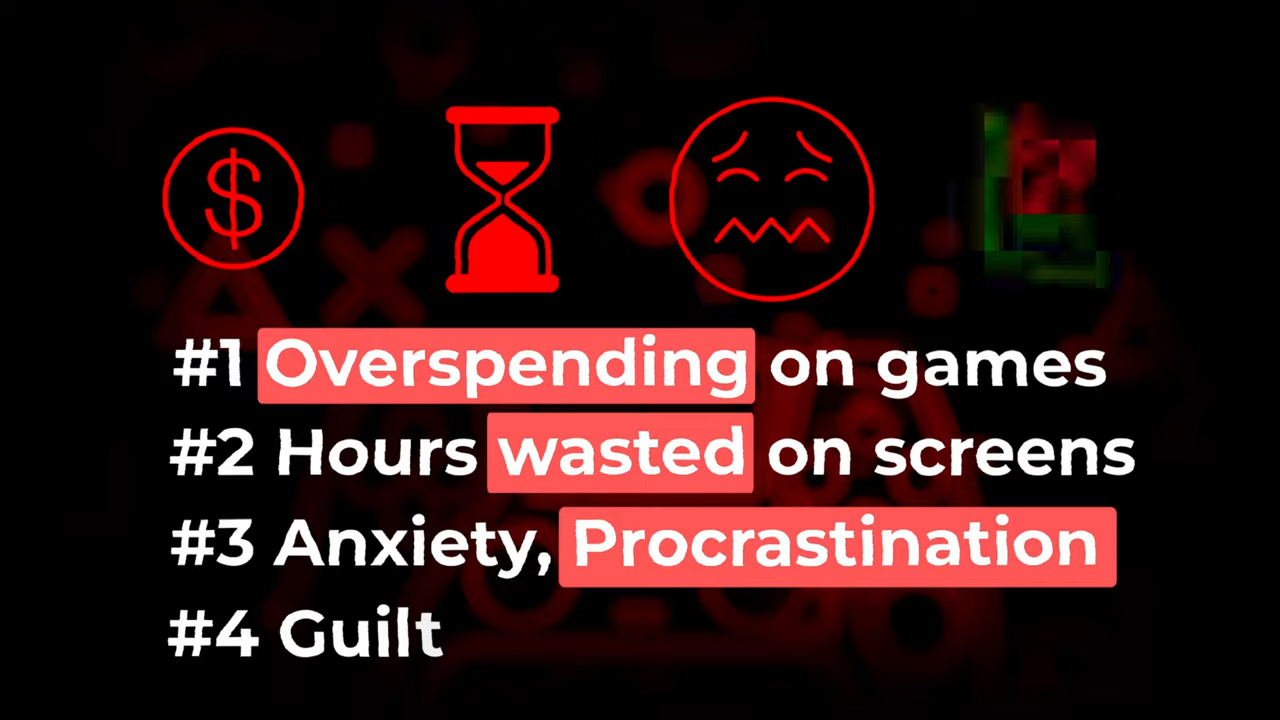 $
#1 Overspending on games
#2 Hours wasted on screens
#3 Anxiety, Procrastination
#4 Guilt